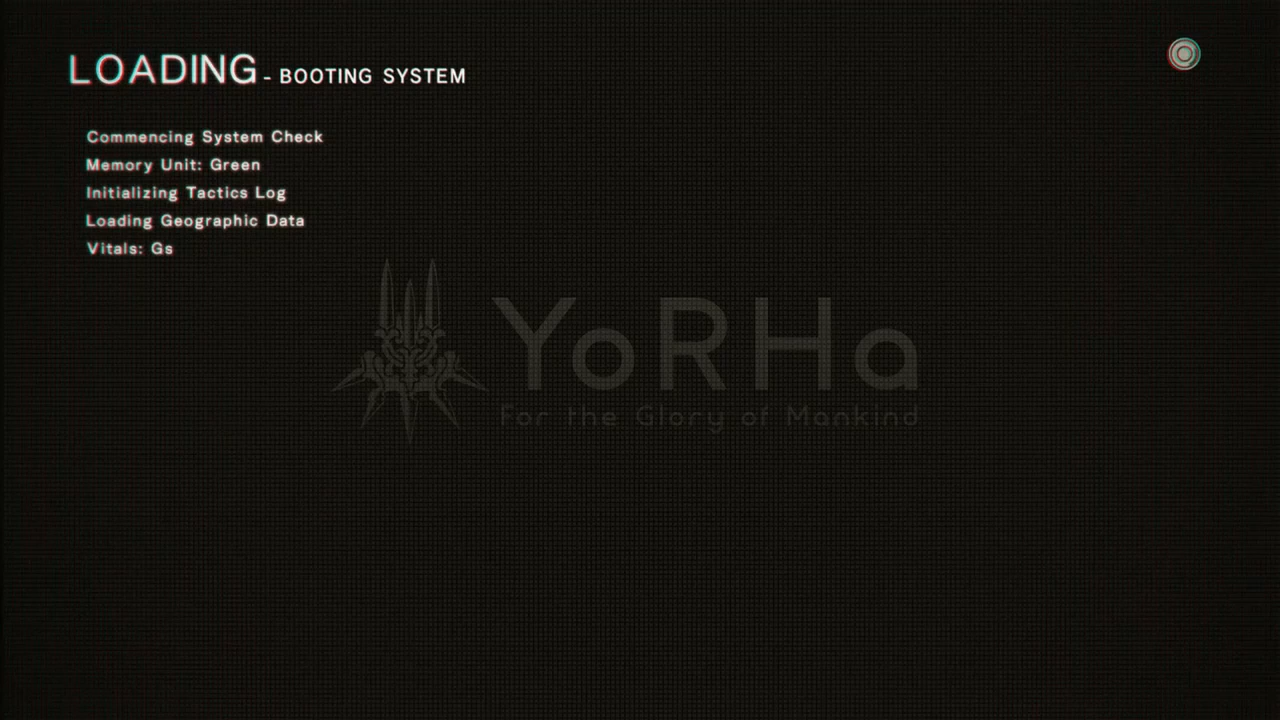 LOADING - BOOTING SYSTEM
Commencing System Check
Memory Unit: Green
Initializing Tactics Log
Loading Geographic Data
Vitals: Gs
YoRHa
For the Glory of Mankind